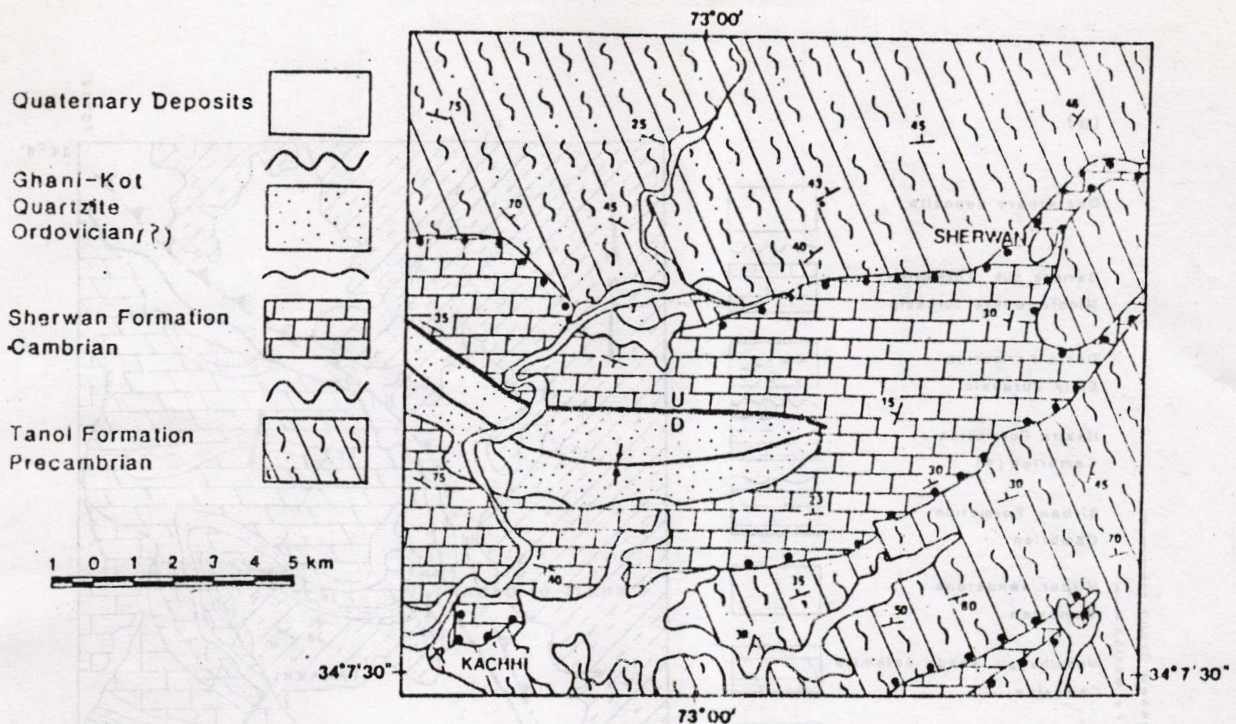 73°00'
Quaternary Deposits
Ghani-Kot
Quartzite
Ordovician(?)
Sherwan Formation
Cambrian
Tanol Formation
Precambrian
1 0 1 2 3 4 5 km
75
25
45
46
70
45
43
40
SHERWAN
35
30
U
D
15
75
30
23
30
45
70
40
35
50
60
KACHHI
34°7'30"
34°7'30"
73°00'